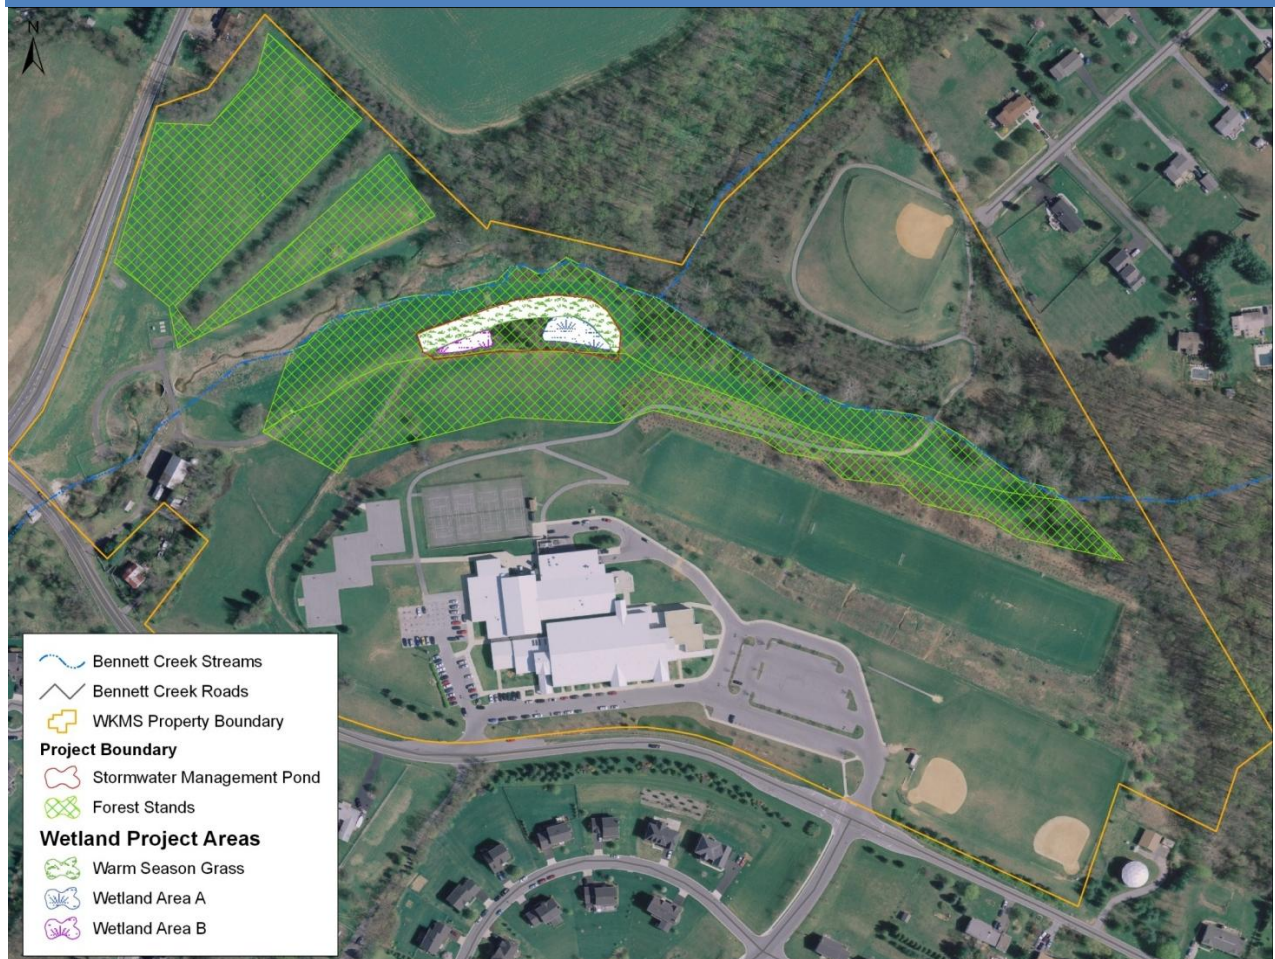 N
Bennett Creek Streams
Bennett Creek Roads
WKMS Property Boundary
Project Boundary
Stormwater Management Pond
Forest Stands
Wetland Project Areas
Warm Season Grass
Wetland Area A
Wetland Area B